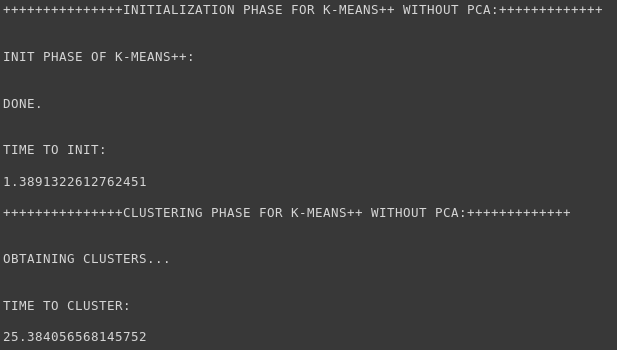 +++++++++++++++INITIALIZATION PHASE FOR K-MEANS++ WITHOUT PCA:+++++++++++++
INIT PHASE OF K-MEANS++:
DONE.
TIME TO INIT:
1.3891322612762451
+++++++++++++++CLUSTERING PHASE FOR K-MEANS++ WITHOUT PCA:+++++++++++++
OBTAINING CLUSTERS...
TIME TO CLUSTER:
25.384056568145752